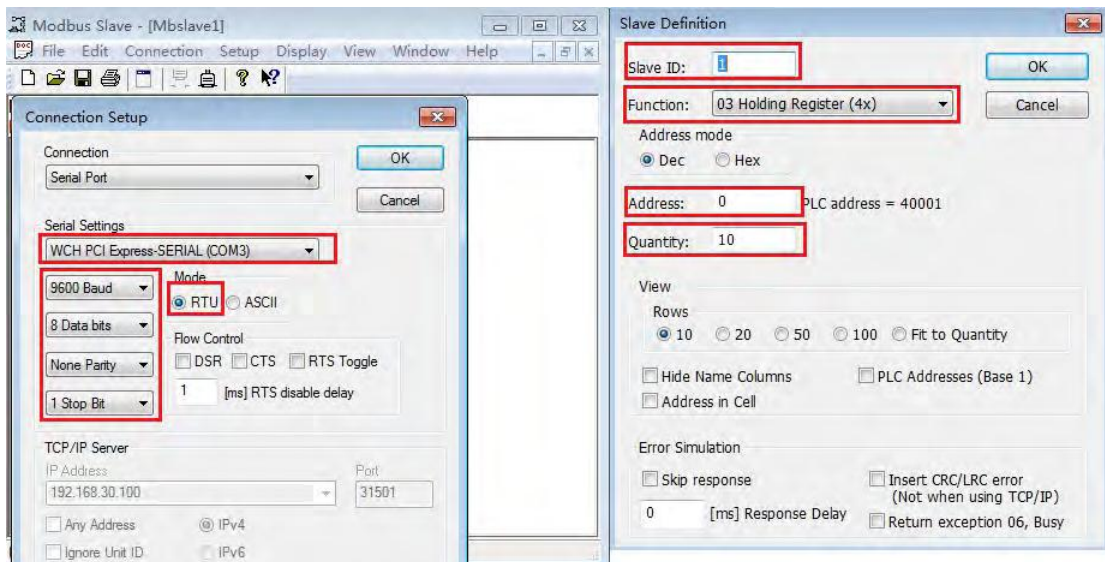 Modbus Slave - [Mbslave1]
File Edit Connection Setup Display View Window Help
Connection Setup
Connection
Serial Port
OK
Cancel
Serial Settings
WCH PCI Express-SERIAL (COM3)
9600 Baud
8 Data bits
None Parity
1 Stop Bit
Mode
RTU ASCII
Flow Control
DSR CTS RTS Toggle
1 [ms] RTS disable delay
TCP/IP Server
IP Address Port
192.168.30.100 31501
Any Address IPv4
Ignore Unit ID IPv6
Slave Definition
Slave ID: 1
OK
Function: 03 Holding Register (4x)
Cancel
Address mode
Dec Hex
Address: 0 PLC address = 40001
Quantity: 10
View
Rows
10 20 50 100 Fit to Quantity
Hide Name Columns PLC Addresses (Base 1)
Address in Cell
Error Simulation
Skip response Insert CRC/LRC error
(Not when using TCP/IP)
0 [ms] Response Delay Return exception 06, Busy